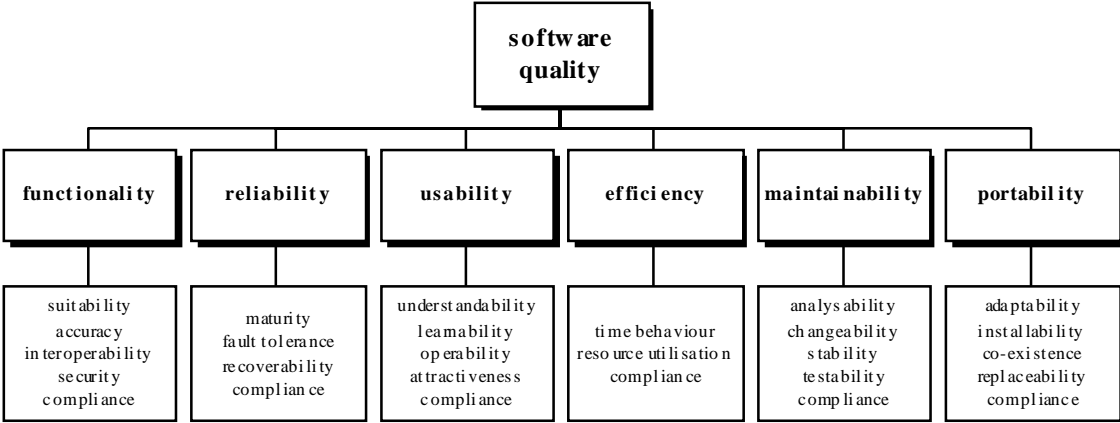 software
quality
functionality
reliability
usability
efficiency
maintainability
portability
suitability
accuracy
interoperability
security
compliance
maturity
fault tolerance
recoverability
compliance
understandability
learnability
operability
attractiveness
compliance
time behaviour
resource utilisation
compliance
analysability
changeability
stability
testability
compliance
adaptability
installability
co-existence
replaceability
compliance